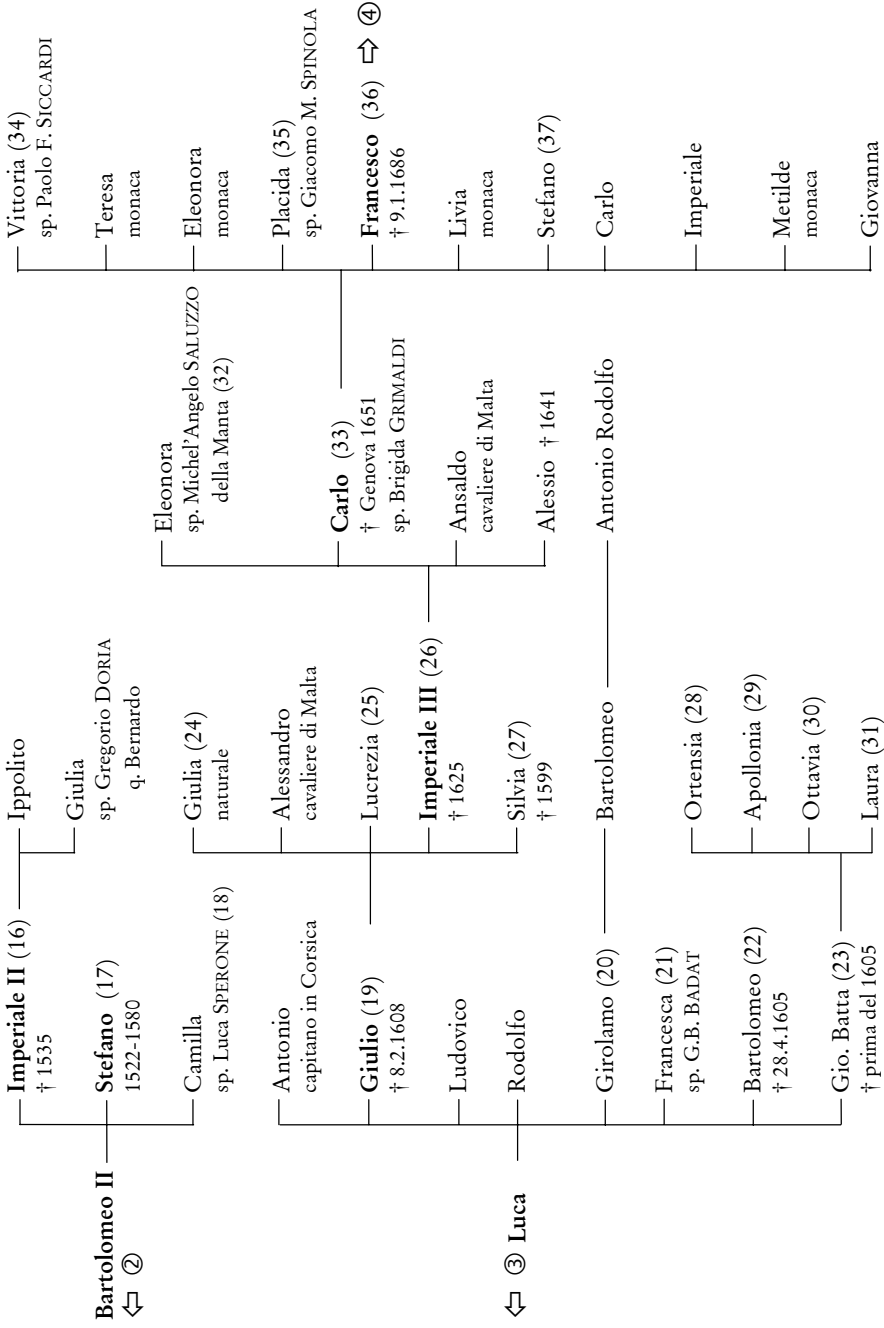 Bartolomeo II
⇦ ②
Imperiale II (16)
† 1535
Stefano (17)
1522-1580
Camilla
sp. Luca SPERONE (18)
Ippolito
Giulia
sp. Gregorio DORIA
q. Bernardo
⇦ ③ Luca
Antonio
capitano in Corsica
Giulio (19)
† 8.2.1608
Ludovico
Rodolfo
Girolamo (20)
Francesca (21)
sp. G.B. BADAT
Bartolomeo (22)
† 28.4.1605
Gio. Batta (23)
† prima del 1605
Giulia (24)
naturale
Alessandro
cavaliere di Malta
Lucrezia (25)
Imperiale III (26)
† 1625
Silvia (27)
† 1599
Bartolomeo
Ortensia (28)
Apollonia (29)
Ottavia (30)
Laura (31)
Eleonora
sp. Michel'Angelo SALUZZO
della Manta (32)
Carlo (33)
† Genova 1651
sp. Brigida GRIMALDI
Ansaldo
cavaliere di Malta
Alessio † 1641
Antonio Rodolfo
Vittoria (34)
sp. Paolo F. SICCARDI
Teresa
monaca
Eleonora
monaca
Placida (35)
sp. Giacomo M. SPINOLA
Francesco (36) ⇨ ④
† 9.1.1686
Livia
monaca
Stefano (37)
Carlo
Imperiale
Metilde
monaca
Giovanna